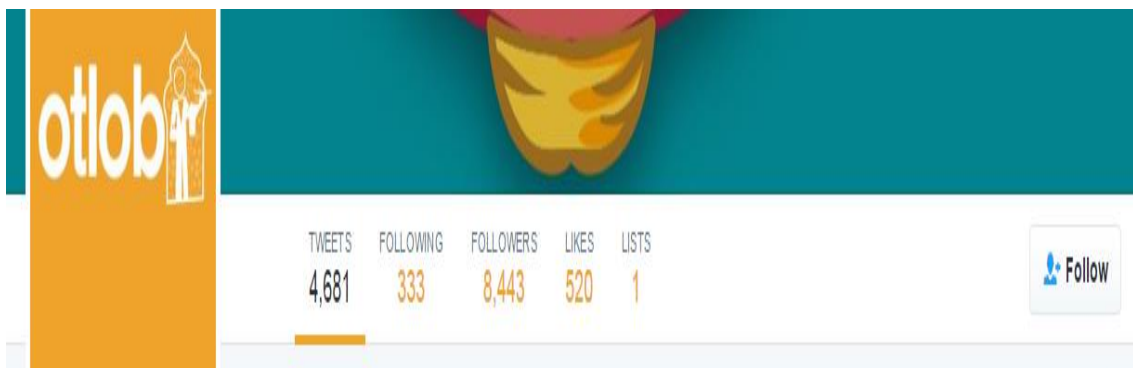 otlob
TWEETS FOLLOWING FOLLOWERS LIKES LISTS
4,681 333 8,443 520 1
Follow